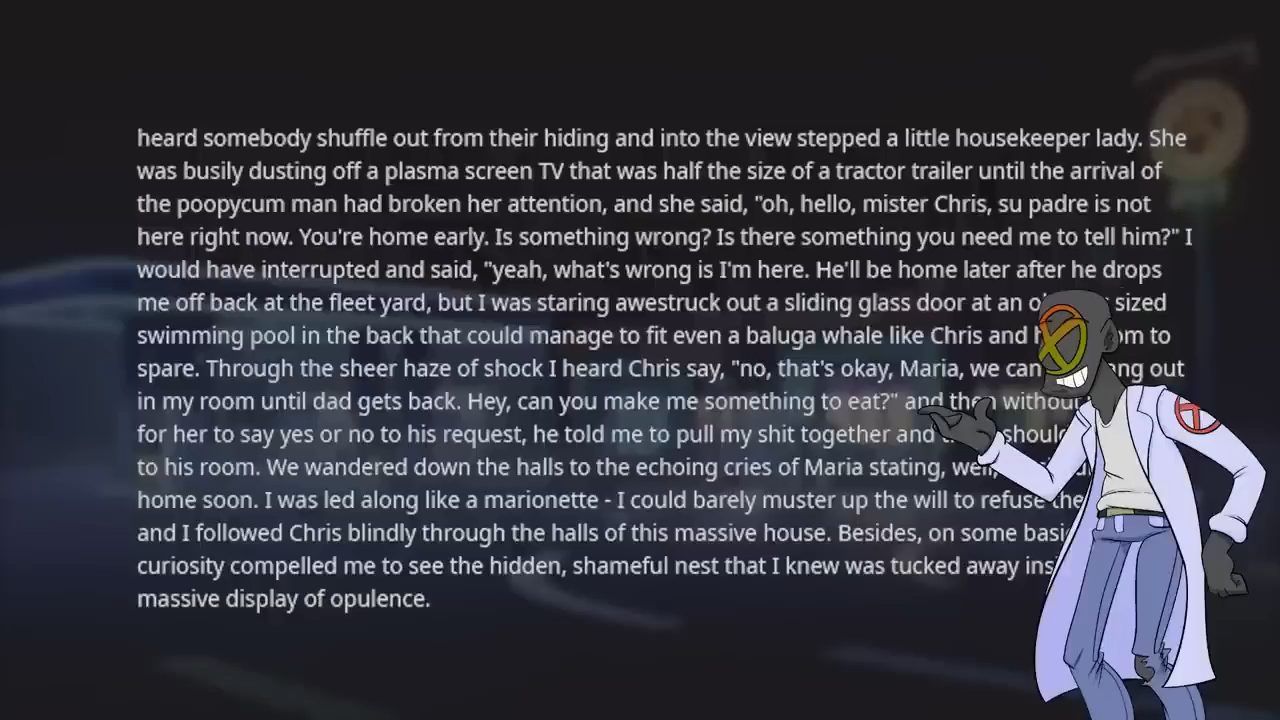 heard somebody shuffle out from their hiding and into the view stepped a little housekeeper lady. She
was busily dusting off a plasma screen TV that was half the size of a tractor trailer until the arrival of
the poopycum man had broken her attention, and she said, "oh, hello, mister Chris, su padre is not
here right now. You're home early. Is something wrong? Is there something you need me to tell him?" I
would have interrupted and said, "yeah, what's wrong is I'm here. He'll be home later after he drops
me off back at the fleet yard, but I was staring awestruck out a sliding glass door at an sized
swimming pool in the back that could manage to fit even a baluga whale like Chris and to
spare. Through the sheer haze of shock I heard Chris say, "no, that's okay, Maria, we can out
in my room until dad gets back. Hey, can you make me something to eat?" and then without
for her to say yes or no to his request, he told me to pull my shit together and should
to his room. We wandered down the halls to the echoing cries of Maria stating,
home soon. I was led along like a marionette - I could barely muster up the will to refuse the
and I followed Chris blindly through the halls of this massive house. Besides, on some
curiosity compelled me to see the hidden, shameful nest that I knew was tucked away
massive display of opulence.